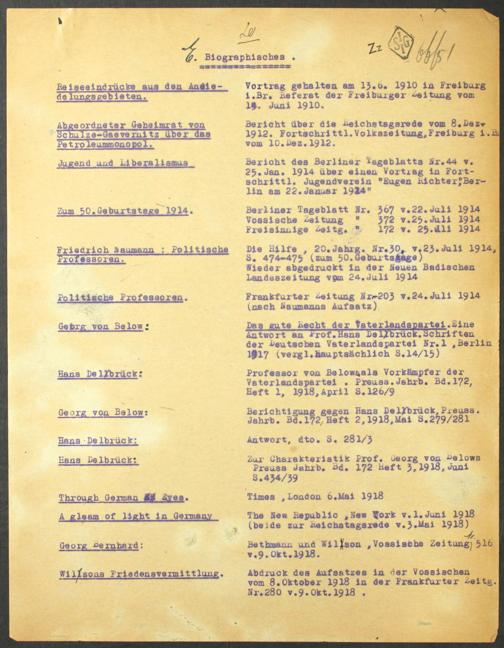 20
E. Biographisches .
Zz SfG 88/51
Reiseeindrücke aus den Ansie-
delungsgebieten.
Vortrag gehalten am 13.6. 1910 in Freiburg
i.Br. Referat der Freiburger Zeitung vom
14. Juni 1910.
Abgeordneter Geheimrat von
Schulze-Gaevernitz über das
Petroleummonopol.
Bericht über die Reichstagsrede vom 8.Dez.
1912. Fortschrittl.Volkszeitung,Freiburg i.B.
vom 10.Dez.1912.
Jugend und Liberalismus
Bericht des Berliner Tageblatts Nr.44 v.
25.Jan. 1914 über einen Vortrag in Fort-
schrittl. Jugendverein "Eugen Richter",Ber-
lin am 22.Januar 1914"
Zum 50.Geburtstage 1914.
Berliner Tageblatt Nr. 367 v.22.Juli 1914
Vossische Zeitung " 372 v.25.Juli 1914
Freisinnige Zeitg. " 172 v. 25.Juli 1914
Friedrich Naumann : Politische
Professoren.
Die Hilfe , 20.Jahrg. Nr.30, v.23.Juli 1914,
S. 474-475 (zum 50.Geburtstage)
Wieder abgedruckt in der Neuen Badischen
Landeszeitung vom 24.Juli 1914
Politische Professoren.
Frankfurter Zeitung Nr-203 v.24.Juli 1914
(nach Naumanns Aufsatz)
Georg von Below:
Das gute Recht der Vaterlandspartei.Eine
Antwort an Prof.Hans Delbrück.Schriften
der Deutschen Vaterlandspartei Nr.1 ,Berlin
1917 (vergl.hauptsächlich S.14/15)
Hans Delbrück:
Professor von Below als Vorkämpfer der
Vaterlandspartei . Preuss.Jahrb. Bd.172,
Heft 1, 1918,April S.126/9
Georg von Below:
Berichtigung gegen Hans Delbrück,Preuss.
Jahrb. Bd.172,Heft 2,1918,Mai S.279/281
Hans Delbrück:
Antwort, dto. S. 281/3
Hans Delbrück:
Zur Charakteristik Prof. Georg von Belows
Preuss Jahrb. Bd. 172 Heft 3,1918,Juni
S.434/39
Through German Eyes.
Times ,London 6.Mai 1918
A gleam of light in Germany
The New Republic ,New York v.1.Juni 1918
(beide zur Reichstagsrede v.3.Mai 1918)
Georg Bernhard:
Bethmann und Wilson ,Vossische Zeitung Nr 516
v.9.Okt.1918.
Wilsons Friedensvermittlung.
Abdruck des Aufsatzes in der Vossischen
vom 8.Oktober 1918 in der Frankfurter Zeitg.
Nr.280 v.9.Okt.1918 .